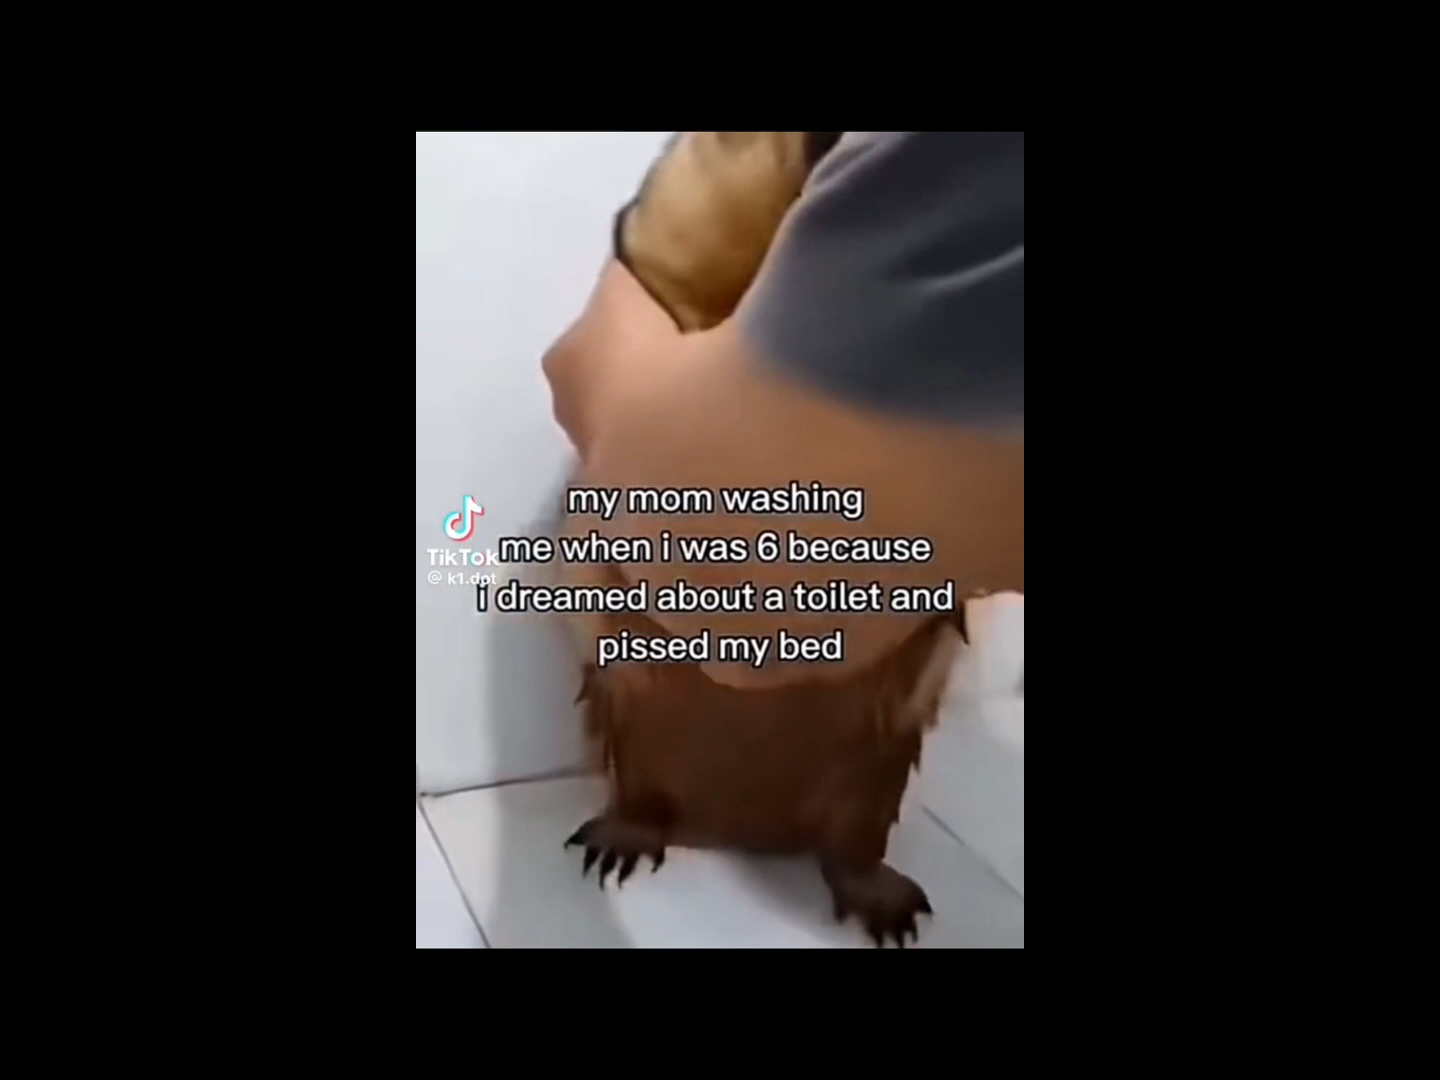 my mom washing
me when i was 6 because
i dreamed about a toilet and
pissed my bed
TikTok
@ k1.dot